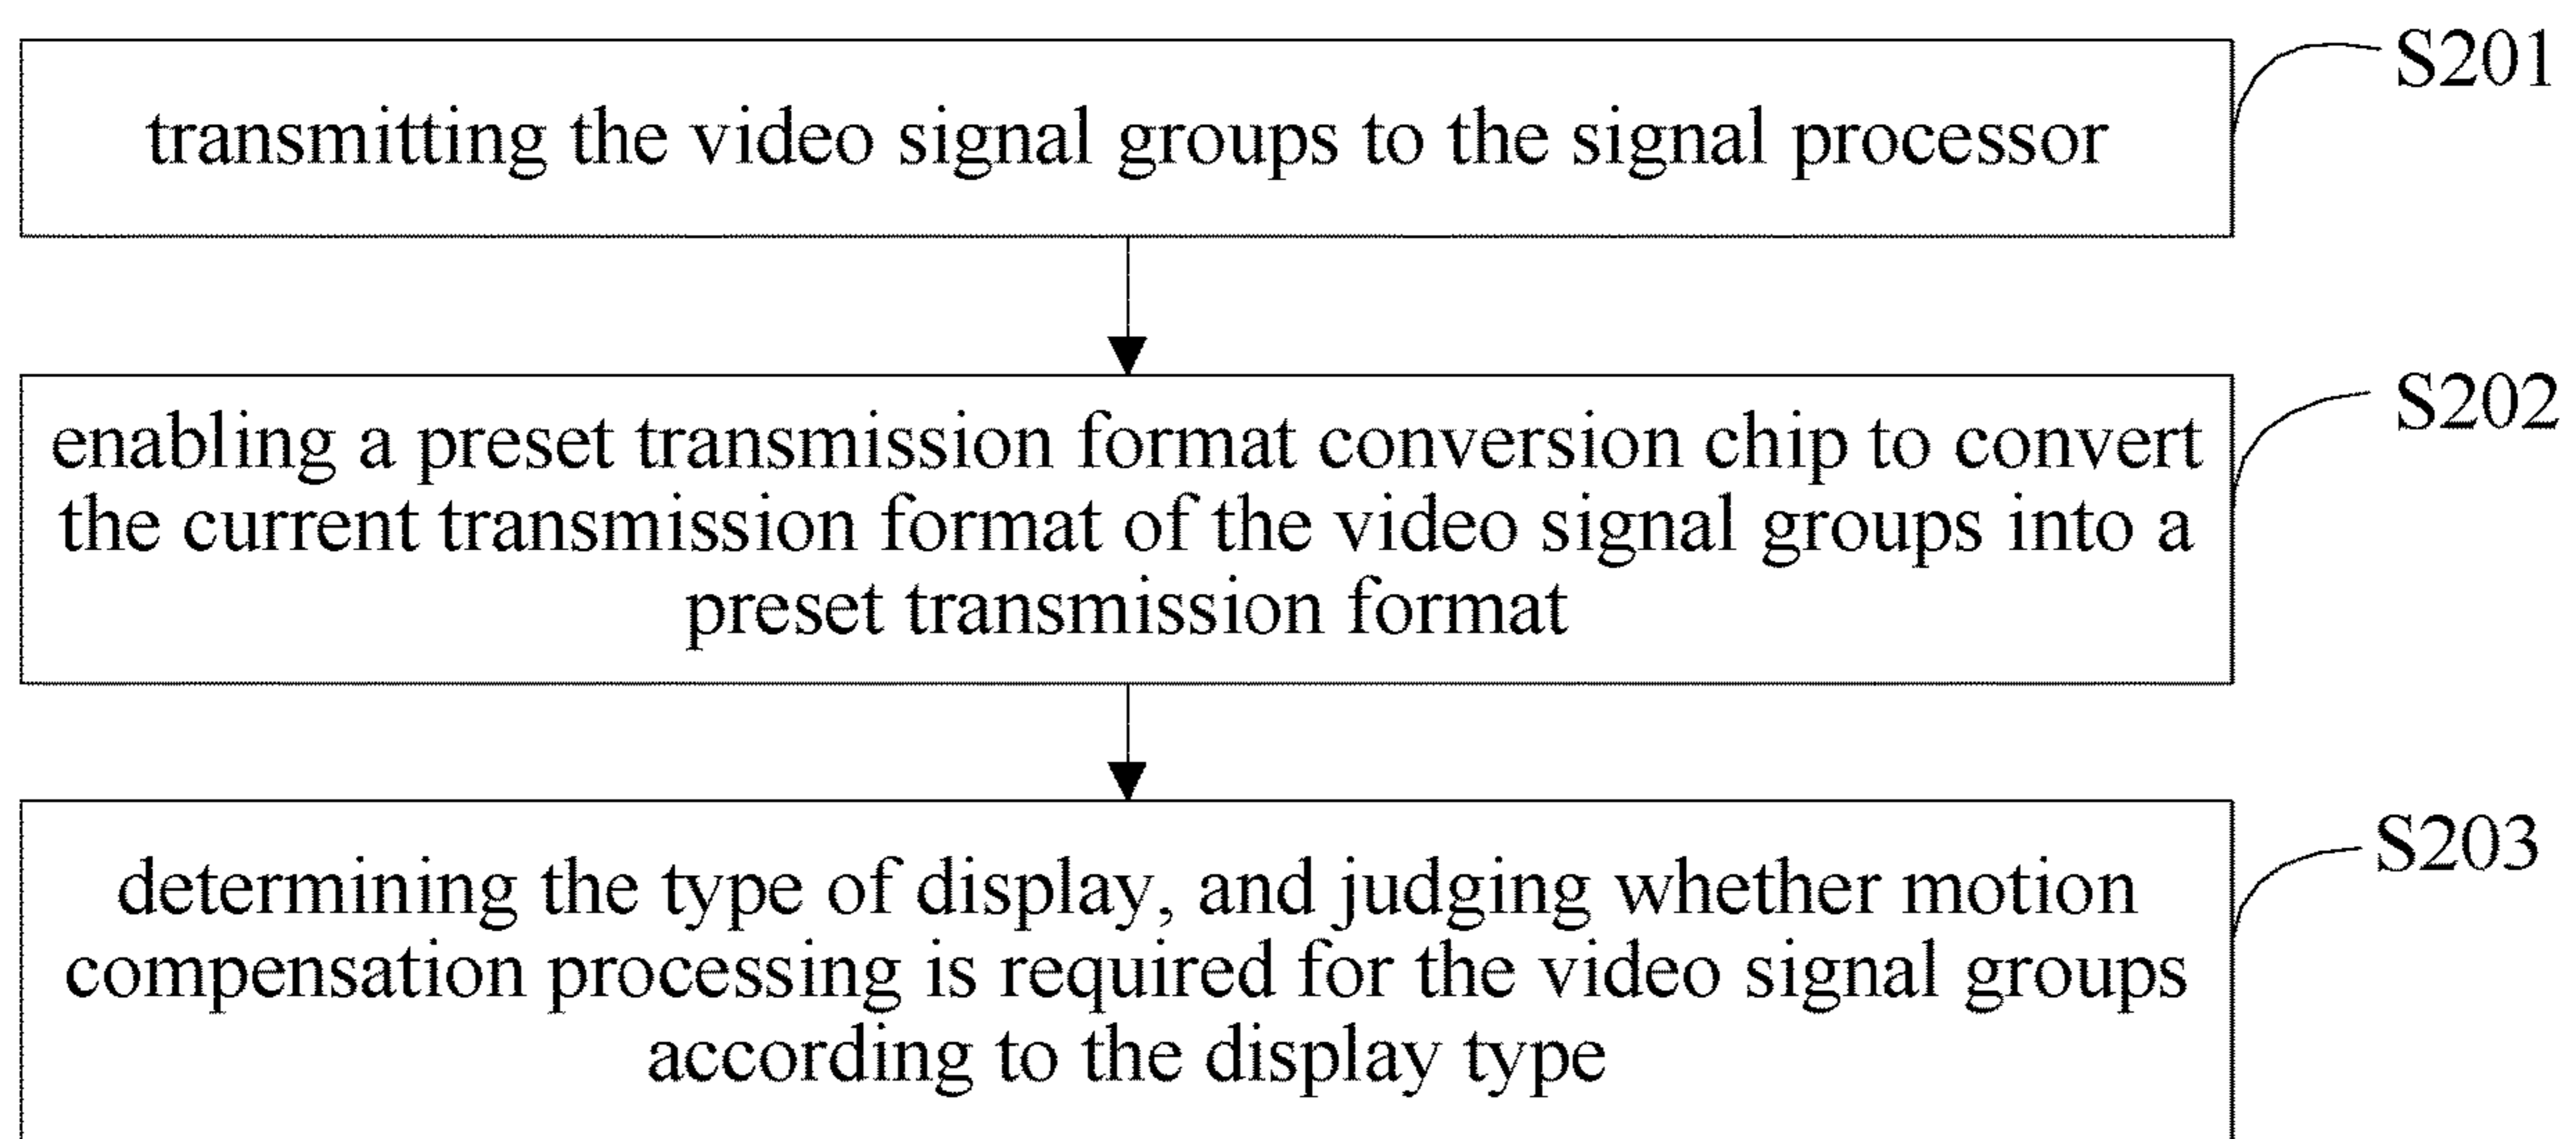 S201
transmitting the video signal groups to the signal processor
S202
enabling a preset transmission format conversion chip to convert
the current transmission format of the video signal groups into a
preset transmission format
S203
determining the type of display, and judging whether motion
compensation processing is required for the video signal groups
according to the display type